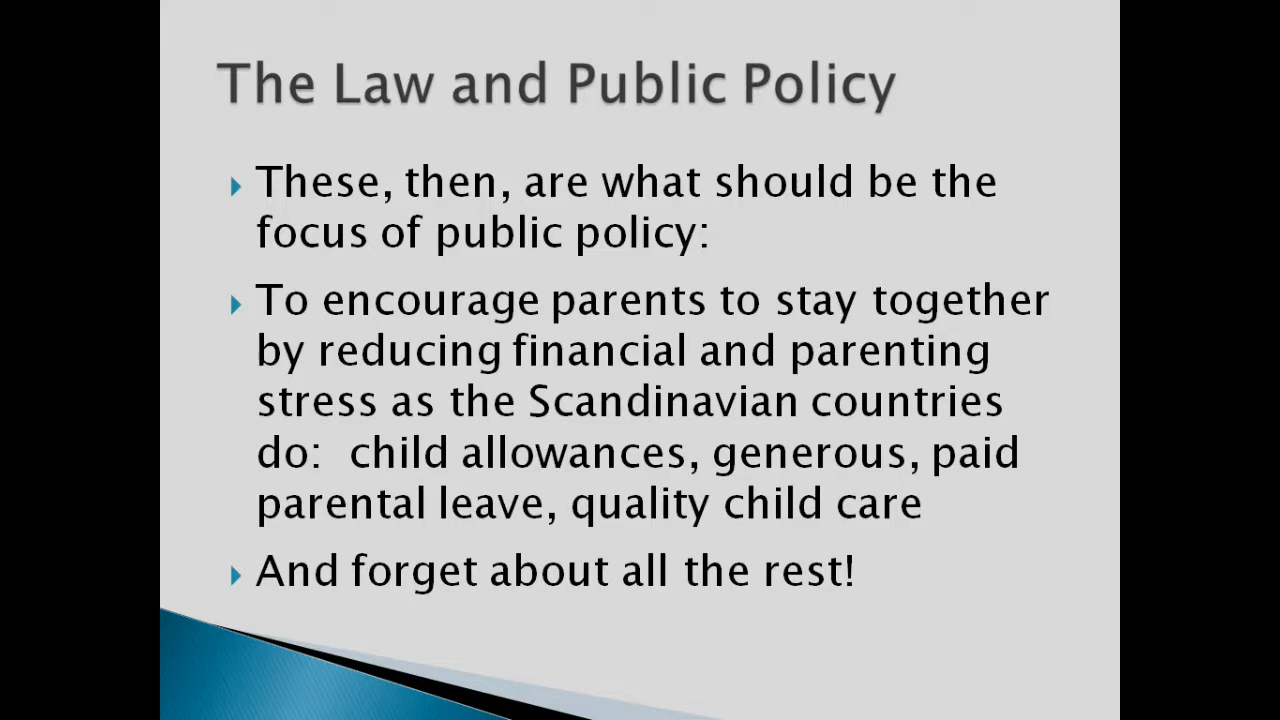 The Law and Public Policy
These, then, are what should be the
focus of public policy:
To encourage parents to stay together
by reducing financial and parenting
stress as the Scandinavian countries
do:  child allowances, generous, paid
parental leave, quality child care
And forget about all the rest!